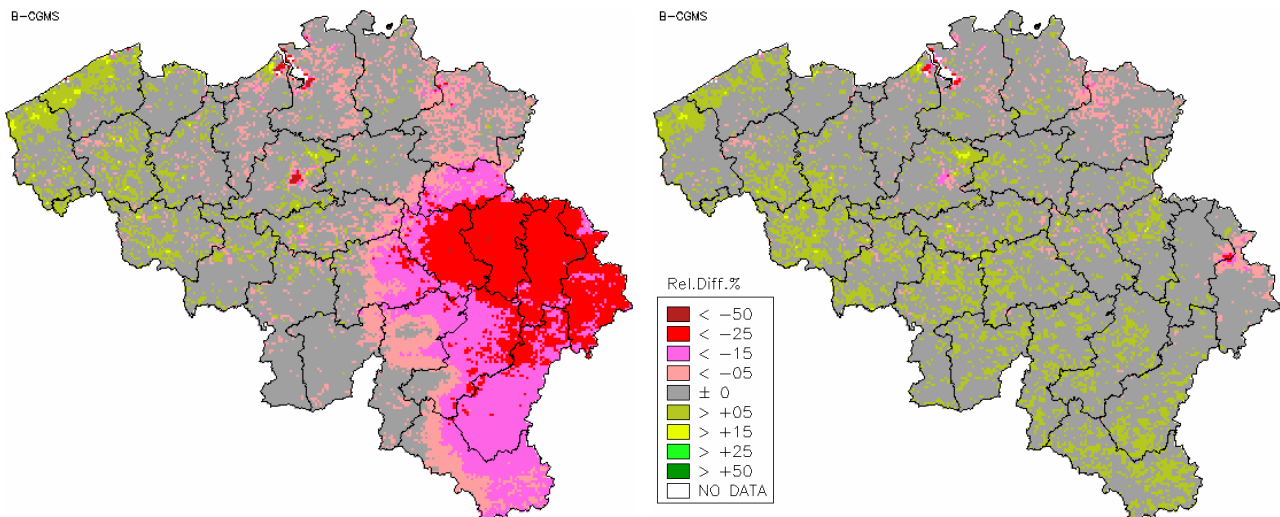 B-CGMS
B-CGMS
Rel.Diff.%
< -50
< -25
< -15
< -05
± 0
> +05
> +15
> +25
> +50
NO DATA